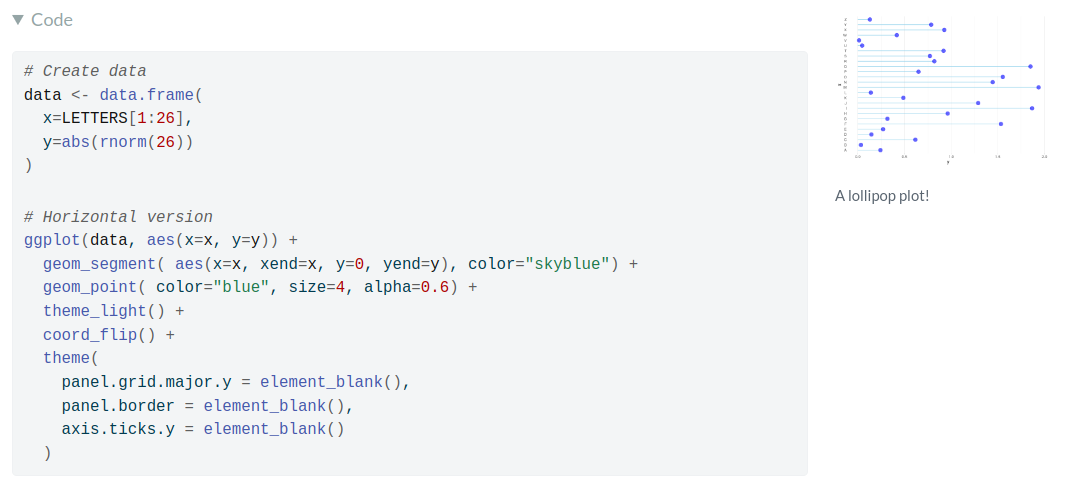 ▼ Code
# Create data
data <- data.frame(
  x=LETTERS[1:26],
  y=abs(rnorm(26))
)
# Horizontal version
ggplot(data, aes(x=x, y=y)) +
  geom_segment( aes(x=x, xend=x, y=0, yend=y), color="skyblue") +
  geom_point( color="blue", size=4, alpha=0.6) +
  theme_light() +
  coord_flip() +
  theme(
    panel.grid.major.y = element_blank(),
    panel.border = element_blank(),
    axis.ticks.y = element_blank()
  )
A lollipop plot!